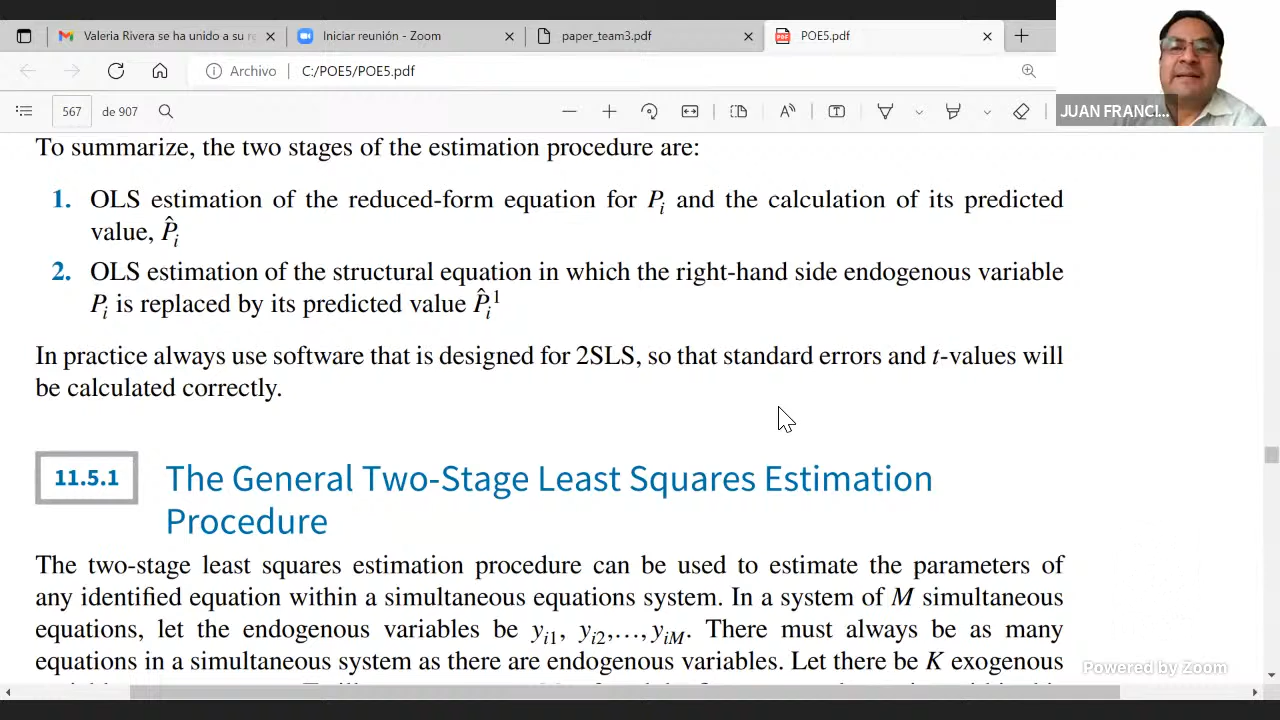 Valeria Rivera se ha unido a su re
Iniciar reunión - Zoom
paper_team3.pdf
POE5.pdf
Archivo
C:/POE5/POE5.pdf
567
de 907
JUAN FRANCI...
To summarize, the two stages of the estimation procedure are:
1. OLS estimation of the reduced-form equation for Pᵢ and the calculation of its predicted
value, P̂ᵢ
2. OLS estimation of the structural equation in which the right-hand side endogenous variable
Pᵢ is replaced by its predicted value P̂ᵢ¹
In practice always use software that is designed for 2SLS, so that standard errors and t-values will
be calculated correctly.
11.5.1 The General Two-Stage Least Squares Estimation
Procedure
The two-stage least squares estimation procedure can be used to estimate the parameters of
any identified equation within a simultaneous equations system. In a system of M simultaneous
equations, let the endogenous variables be yᵢ₁, yᵢ₂,…, yᵢM. There must always be as many
equations in a simultaneous system as there are endogenous variables. Let there be K exogenous
Powered by Zoom